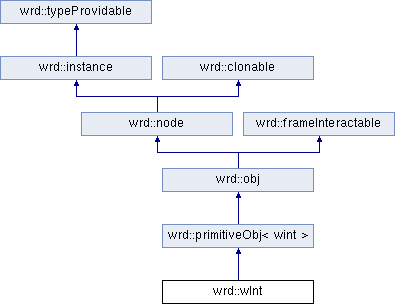 wrd::typeProvidable
wrd::instance
wrd::clonable
wrd::node
wrd::frameInteractable
wrd::obj
wrd::primitiveObj< wint >
wrd::wInt